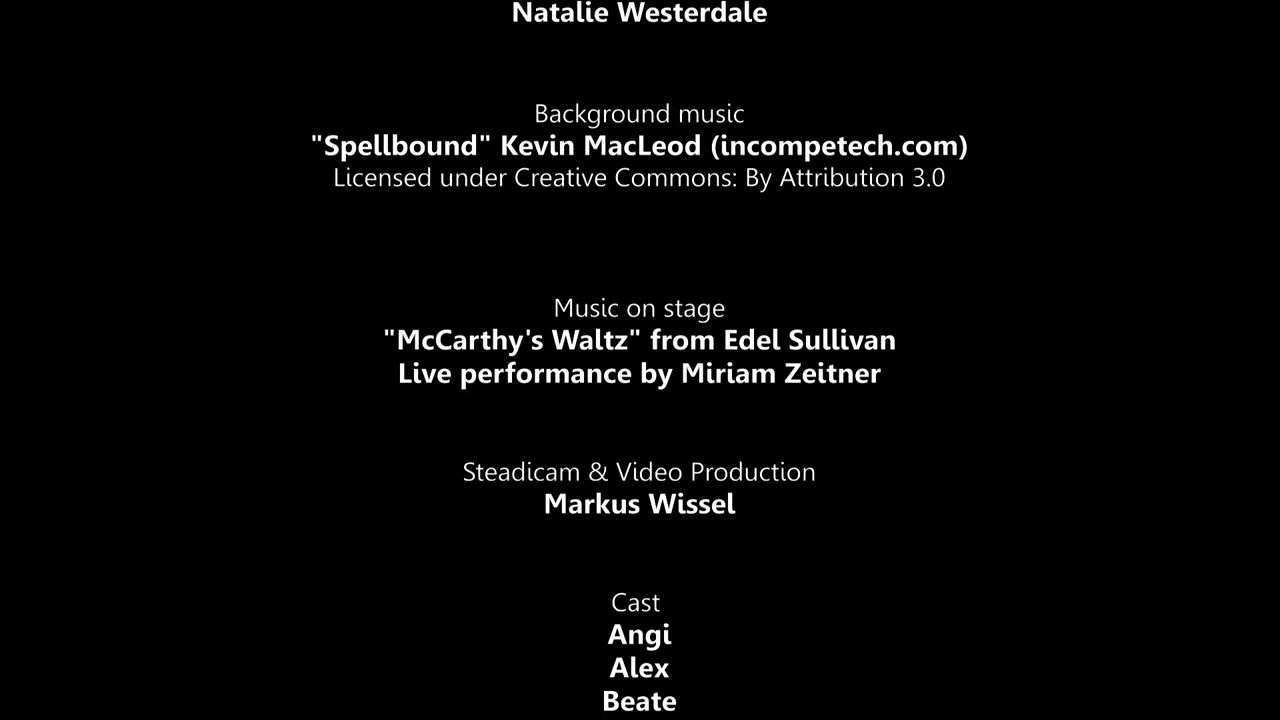 Natalie Westerdale
Background music
"Spellbound" Kevin MacLeod (incompetech.com)
Licensed under Creative Commons: By Attribution 3.0
Music on stage
"McCarthy's Waltz" from Edel Sullivan
Live performance by Miriam Zeitner
Steadicam & Video Production
Markus Wissel
Cast
Angi
Alex
Beate